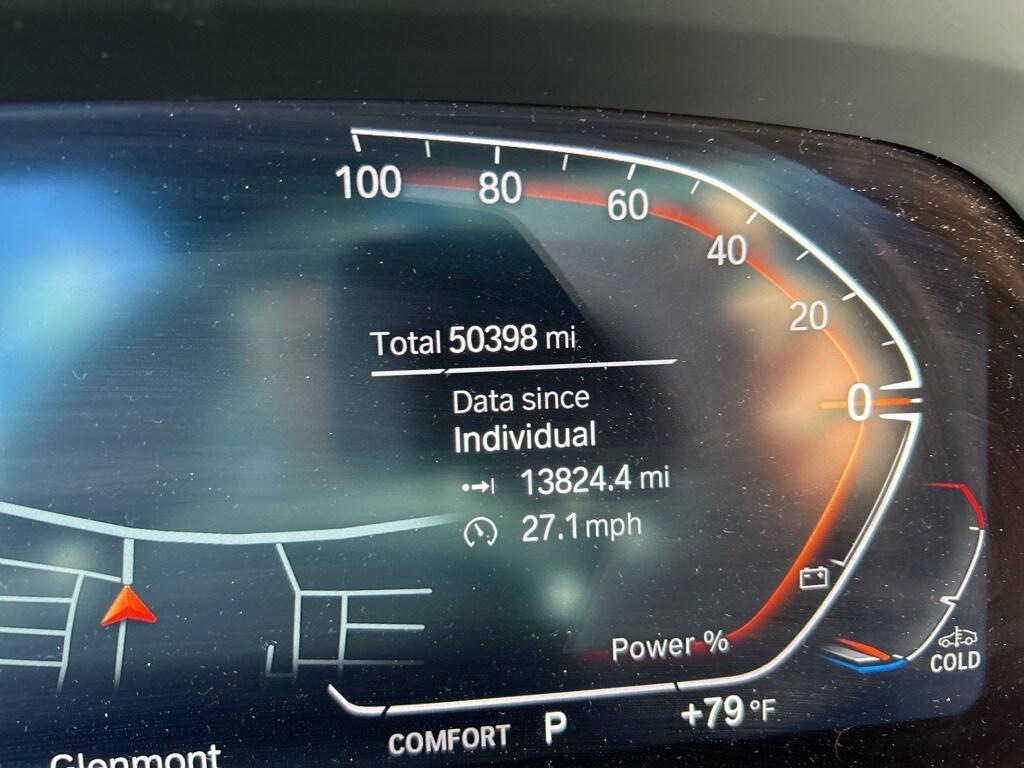 100
80
60
40
20
0
Total 50398 mi
Data since
Individual
13824.4 mi
27.1 mph
Power %
COLD
COMFORT P +79 °F
Glenmont